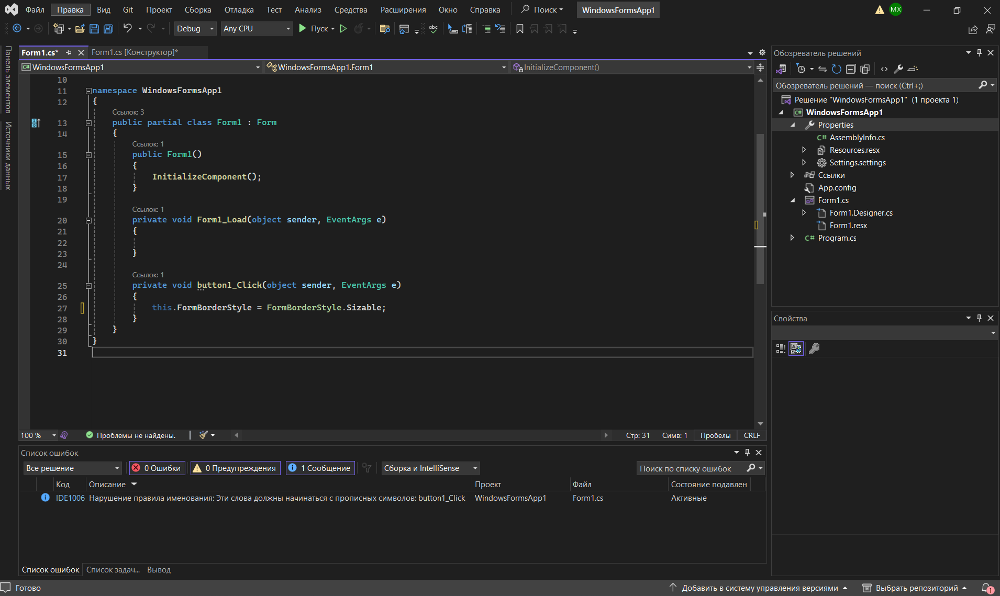 Файл Правка Вид Git Проект Сборка Отладка Тест Анализ Средства Расширения Окно Справка Поиск WindowsFormsApp1 MX
Debug Any CPU Пуск abc
Панель элементов
Источники данных
Form1.cs* Form1.cs [Конструктор]*
WindowsFormsApp1 WindowsFormsApp1.Form1 InitializeComponent()
10
11 namespace WindowsFormsApp1
12 {
Ссылок: 3
13 public partial class Form1 : Form
14 {
Ссылок: 1
15 public Form1()
16 {
17 InitializeComponent();
18 }
19
Ссылок: 1
20 private void Form1_Load(object sender, EventArgs e)
21 {
22
23 }
24
Ссылок: 1
25 private void button1_Click(object sender, EventArgs e)
26 {
27 this.FormBorderStyle = FormBorderStyle.Sizable;
28 }
29 }
30 }
31
100 % Проблемы не найдены. Стр: 31 Симв: 1 Пробелы CRLF
Список ошибок
Все решение 0 Ошибки 0 Предупреждения 1 Сообщение Сборка и IntelliSense Поиск по списку ошибок
Код Описание Проект Файл Состояние подавлен
IDE1006 Нарушение правила именования: Эти слова должны начинаться с прописных символов: button1_Click WindowsFormsApp1 Form1.cs Активные
Список ошибок Список задач... Вывод
Обозреватель решений
Обозреватель решений — поиск (Ctrl+;)
Решение "WindowsFormsApp1" (1 проекта 1)
C# WindowsFormsApp1
Properties
C# AssemblyInfo.cs
Resources.resx
Settings.settings
Ссылки
App.config
Form1.cs
Form1.Designer.cs
Form1.resx
C# Program.cs
Свойства
Готово Добавить в систему управления версиями Выбрать репозиторий 1